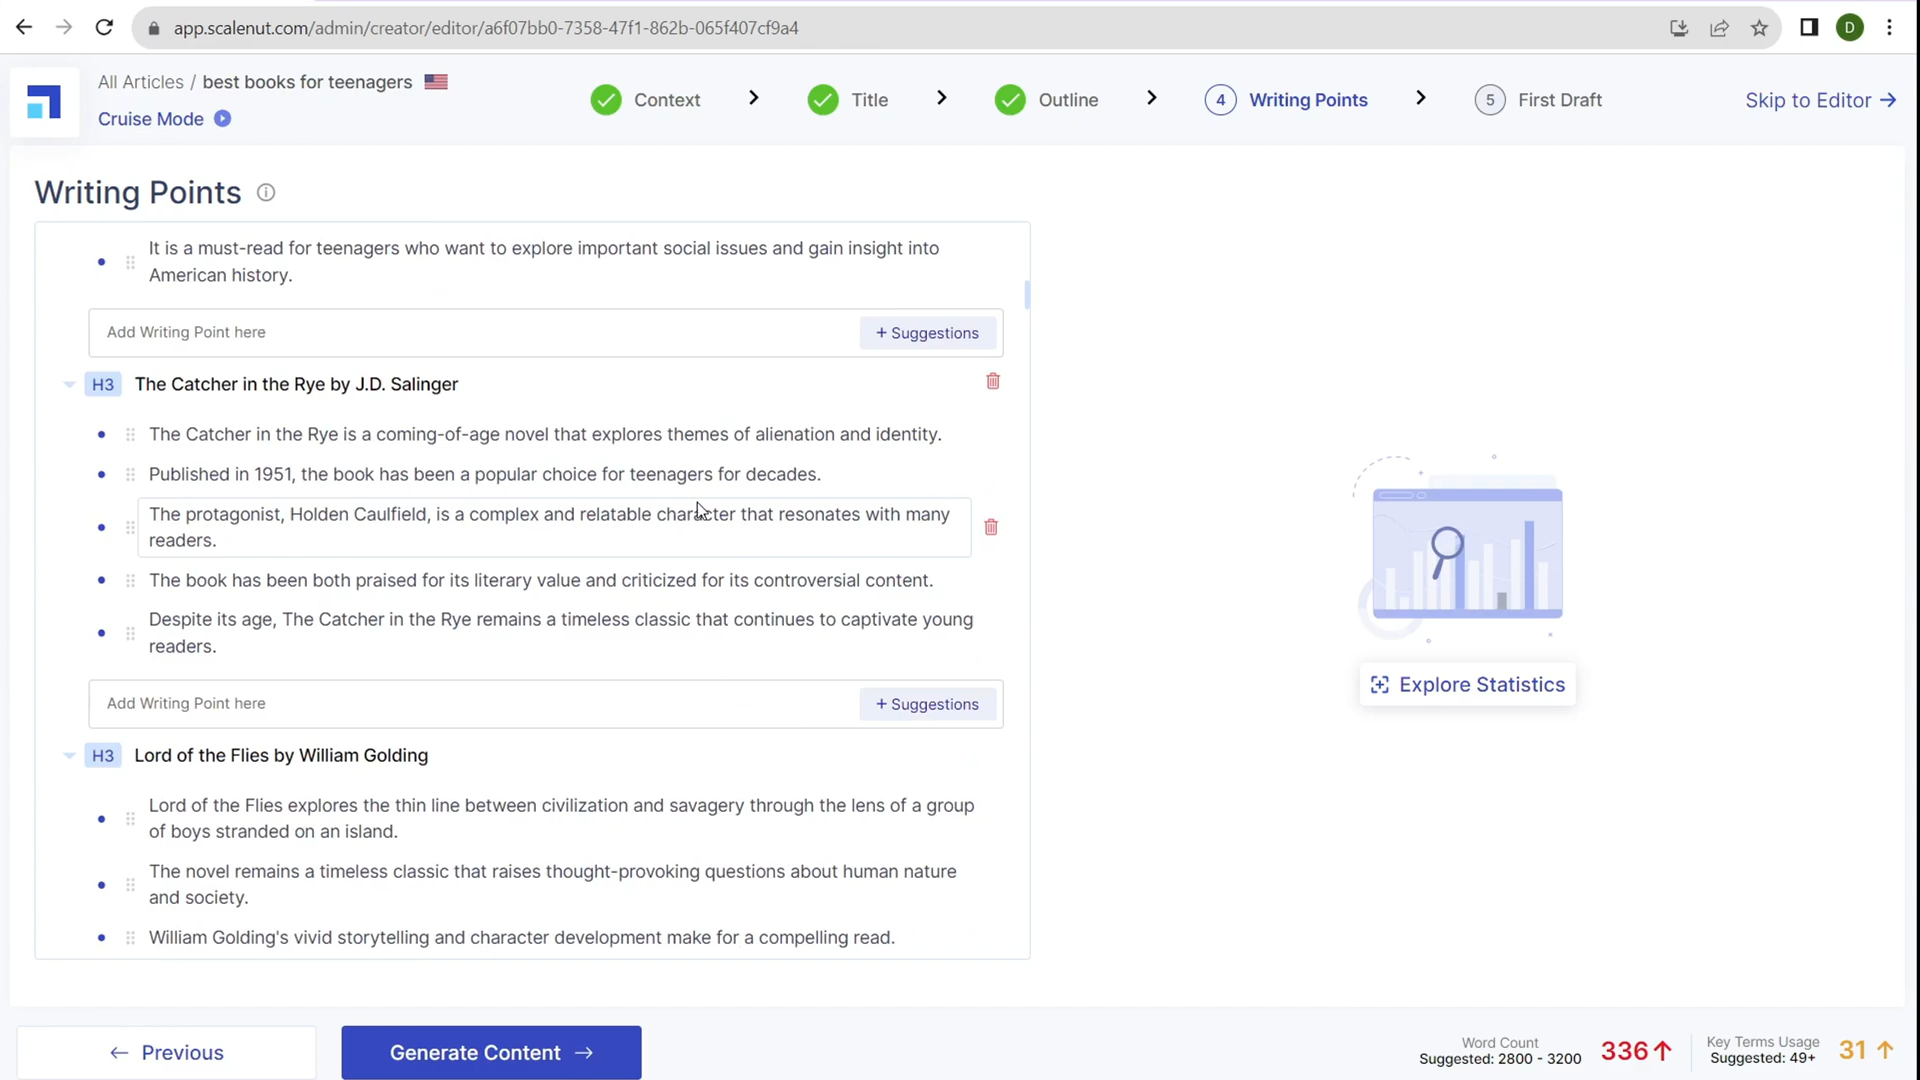 app.scalenut.com/admin/creator/editor/a6f07bb0-7358-47f1-862b-065f407cf9a4
D
All Articles / best books for teenagers
Cruise Mode
Context
Title
Outline
4 Writing Points
5 First Draft
Skip to Editor
Writing Points
It is a must-read for teenagers who want to explore important social issues and gain insight into
American history.
Add Writing Point here
+ Suggestions
H3 The Catcher in the Rye by J.D. Salinger
The Catcher in the Rye is a coming-of-age novel that explores themes of alienation and identity.
Published in 1951, the book has been a popular choice for teenagers for decades.
The protagonist, Holden Caulfield, is a complex and relatable character that resonates with many
readers.
The book has been both praised for its literary value and criticized for its controversial content.
Despite its age, The Catcher in the Rye remains a timeless classic that continues to captivate young
readers.
Add Writing Point here
+ Suggestions
H3 Lord of the Flies by William Golding
Lord of the Flies explores the thin line between civilization and savagery through the lens of a group
of boys stranded on an island.
The novel remains a timeless classic that raises thought-provoking questions about human nature
and society.
William Golding's vivid storytelling and character development make for a compelling read.
Explore Statistics
← Previous
Generate Content →
Word Count
Suggested: 2800 - 3200
336↑
Key Terms Usage
Suggested: 49+
31 ↑